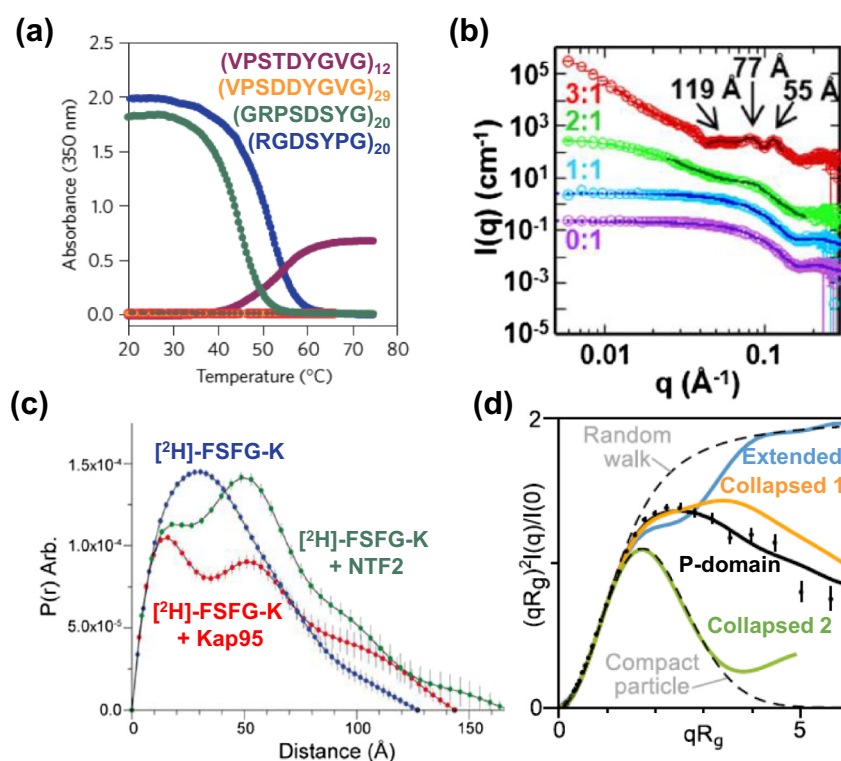 (a)
2.5
2.0
1.5
1.0
0.5
0.0
Absorbance (350 nm)
(VPSTDYGVG)12
(VPSDDYGVG)29
(GRPSDSYG)20
(RGDSYPG)20
20 30 40 50 60 70 80
Temperature (°C)
(b)
10^5
10^3
10^1
10^-1
10^-3
10^-5
I(q) (cm^-1)
77 Å
119 Å
55 Å
3:1
2:1
1:1
0:1
0.01 0.1
q (Å^-1)
(c)
1.5x10^-4
1.0x10^-4
5.0x10^-5
0
P(r) Arb.
[²H]-FSFG-K
[²H]-FSFG-K
+ NTF2
[²H]-FSFG-K
+ Kap95
0 50 100 150
Distance (Å)
(d)
2
0
(qRg)²I(q)/I(0)
Random
walk
Extended
Collapsed 1
P-domain
Collapsed 2
Compact
particle
0 5
qRg